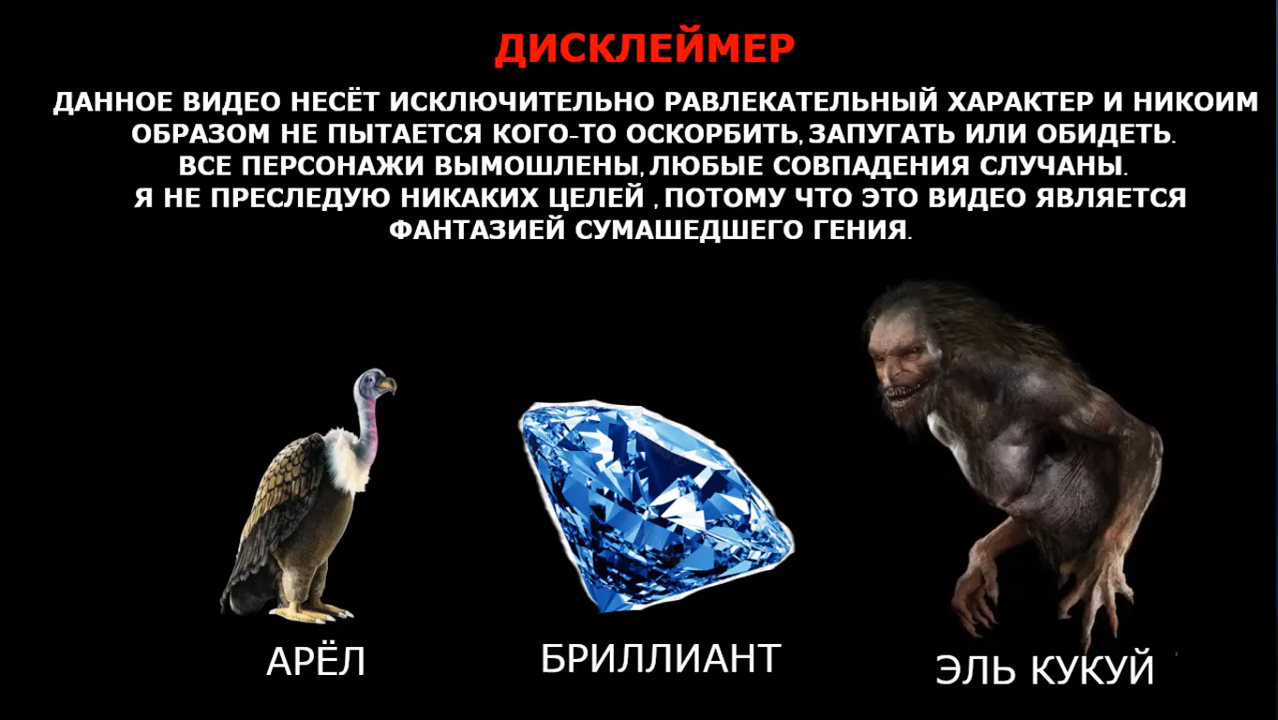 ДИСКЛЕЙМЕР
ДАННОЕ ВИДЕО НЕСЁТ ИСКЛЮЧИТЕЛЬНО РАВЛЕКАТЕЛЬНЫЙ ХАРАКТЕР И НИКОИМ
ОБРАЗОМ НЕ ПЫТАЕТСЯ КОГО-ТО ОСКОРБИТЬ, ЗАПУГАТЬ ИЛИ ОБИДЕТЬ.
ВСЕ ПЕРСОНАЖИ ВЫМОШЛЕНЫ, ЛЮБЫЕ СОВПАДЕНИЯ СЛУЧАНЫ.
Я НЕ ПРЕСЛЕДУЮ НИКАКИХ ЦЕЛЕЙ , ПОТОМУ ЧТО ЭТО ВИДЕО ЯВЛЯЕТСЯ
ФАНТАЗИЕЙ СУМАШЕДШЕГО ГЕНИЯ.
АРЁЛ
БРИЛЛИАНТ
ЭЛЬ КУКУЙ